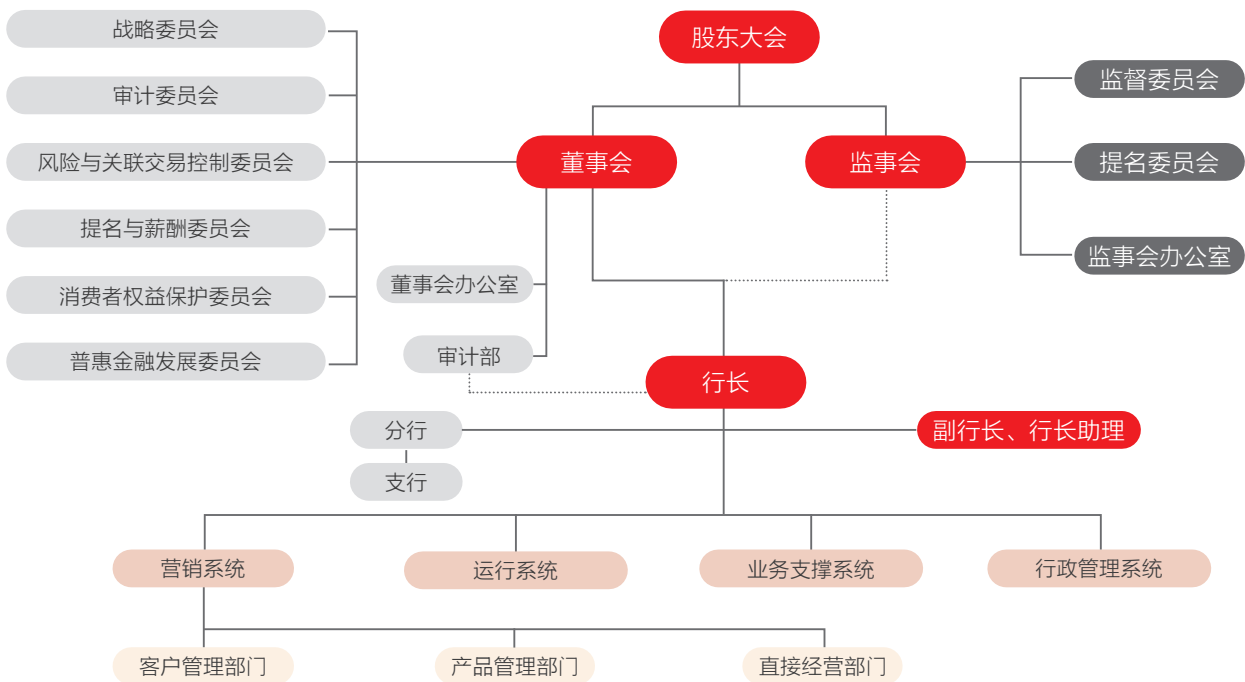 战略委员会
股东大会
监督委员会
审计委员会
风险与关联交易控制委员会
董事会
监事会
提名委员会
提名与薪酬委员会
监事会办公室
董事会办公室
消费者权益保护委员会
审计部
普惠金融发展委员会
行长
分行
副行长、行长助理
支行
营销系统
运行系统
业务支撑系统
行政管理系统
客户管理部门
产品管理部门
直接经营部门